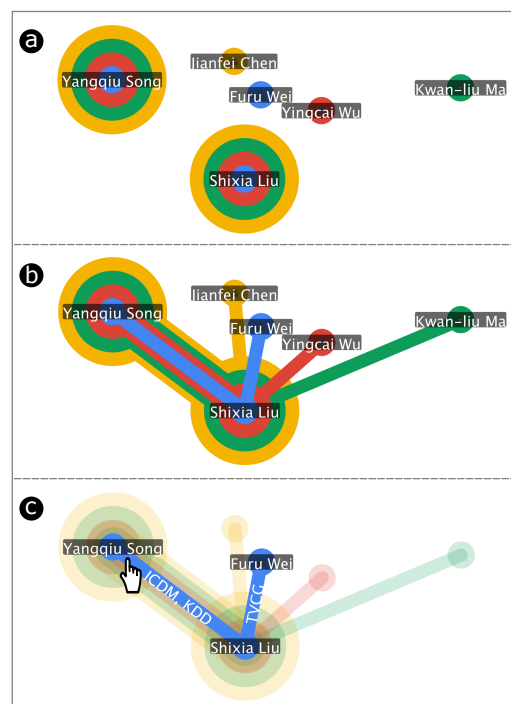 a
Jianfei Chen
Yangqiu Song
Furu Wei
Kwan-liu Ma
Yingcai Wu
Shixia Liu
b
Jianfei Chen
Yangqiu Song
Furu Wei
Kwan-liu Ma
Yingcai Wu
Shixia Liu
c
Yangqiu Song
Furu Wei
ICDM, KDD
TVCG
Shixia Liu